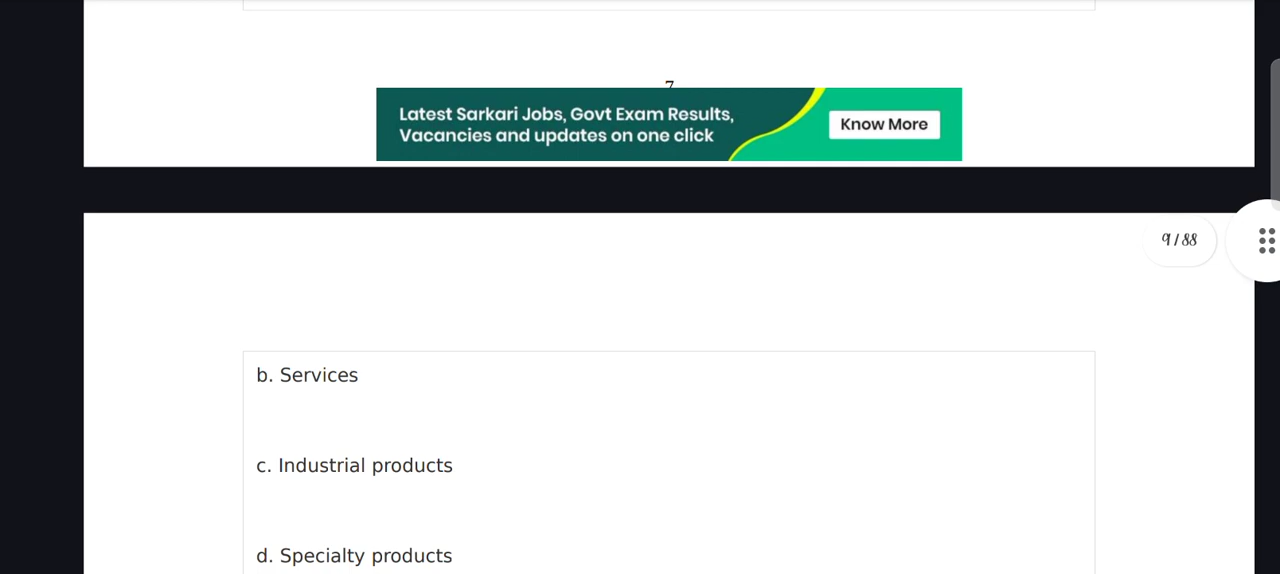 7
Latest Sarkari Jobs, Govt Exam Results,
Vacancies and updates on one click
Know More
9/88
b. Services
c. Industrial products
d. Specialty products